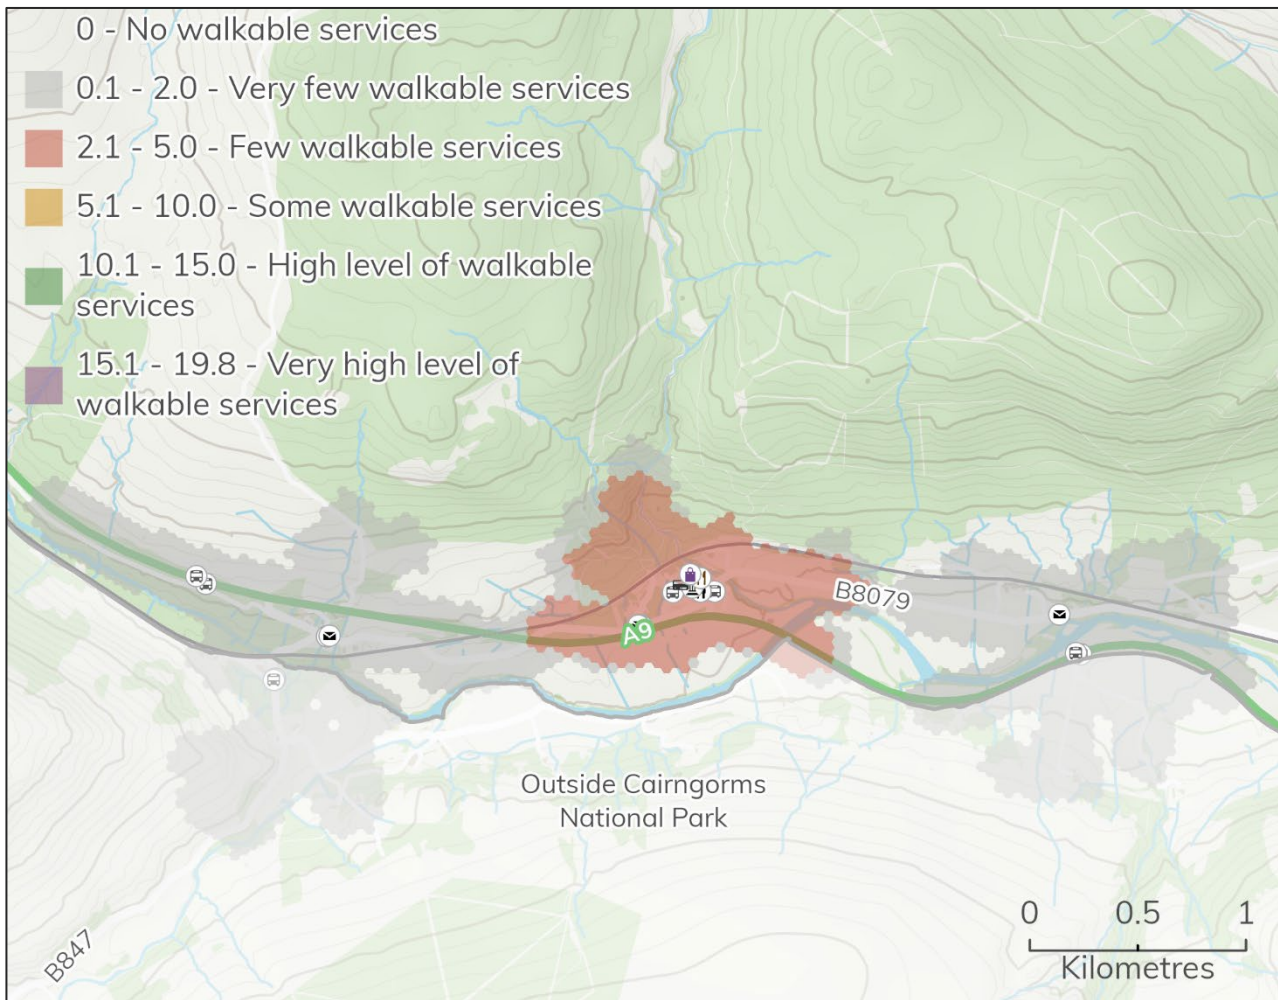 0 - No walkable services
0.1 - 2.0 - Very few walkable services
2.1 - 5.0 - Few walkable services
5.1 - 10.0 - Some walkable services
10.1 - 15.0 - High level of walkable
services
15.1 - 19.8 - Very high level of
walkable services
B8079
A9
Outside Cairngorms
National Park
B847
0 0.5 1
Kilometres